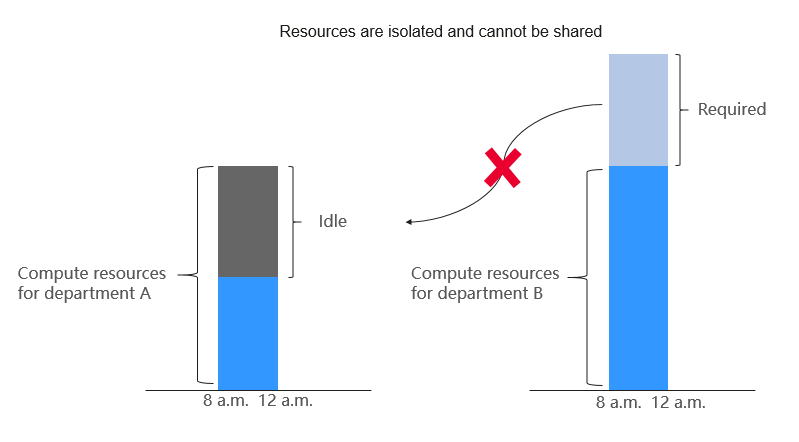 Resources are isolated and cannot be shared
Required
Idle
Compute resources
for department A
Compute resources
for department B
8 a.m. 12 a.m.
8 a.m. 12 a.m.